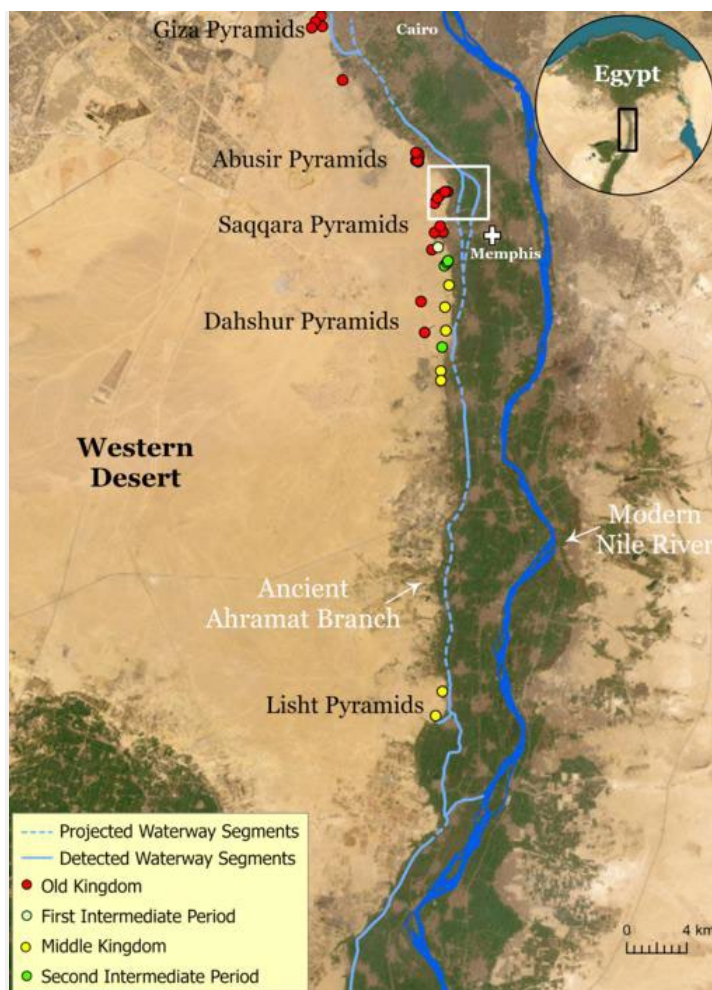 Giza Pyramids
Cairo
Egypt
Abusir Pyramids
Saqqara Pyramids
Memphis
Dahshur Pyramids
Western
Desert
Modern
Nile River
Ancient
Ahramat Branch
Lisht Pyramids
Projected Waterway Segments
Detected Waterway Segments
Old Kingdom
First Intermediate Period
Middle Kingdom
Second Intermediate Period
0 4 km